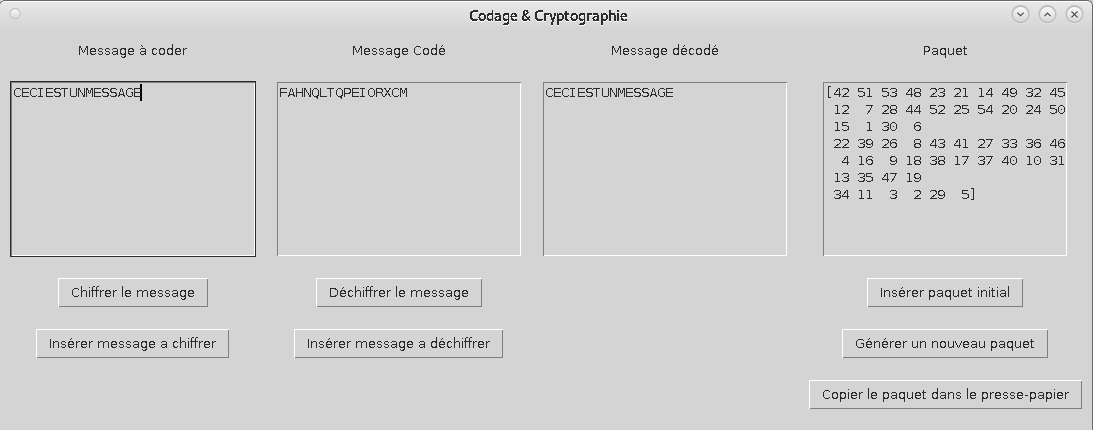 Codage & Cryptographie
Message à coder
Message Codé
Message décodé
Paquet
CECIESTUNMESSAGE
FAHNQLTQPEIORXCM
CECIESTUNMESSAGE
[42 51 53 48 23 21 14 49 32 45
12 7 28 44 52 25 54 20 24 50
15 1 30 6
22 39 26 8 43 41 27 33 36 46
4 16 9 18 38 17 37 40 10 31
13 35 47 19
34 11 3 2 29 5]
Chiffrer le message
Déchiffrer le message
Insérer paquet initial
Insérer message a chiffrer
Insérer message a déchiffrer
Générer un nouveau paquet
Copier le paquet dans le presse-papier